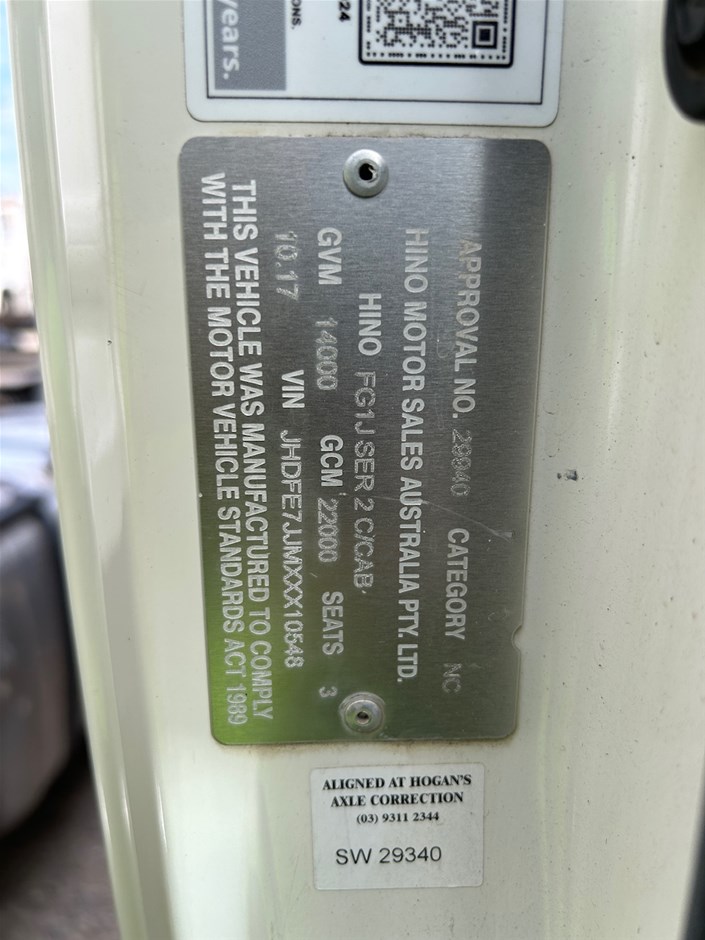 years.
ONS.
24
APPROVAL NO. 29940 CATEGORY NC
HINO MOTOR SALES AUSTRALIA PTY. LTD.
HINO FG1J SER 2 C/CAB.
GVM 14000 GCM 22000 SEATS 3
10.17 VIN JHDFE7JJMXXX10548
THIS VEHICLE WAS MANUFACTURED TO COMPLY
WITH THE MOTOR VEHICLE STANDARDS ACT 1989
ALIGNED AT HOGAN'S
AXLE CORRECTION
(03) 9311 2344
SW 29340